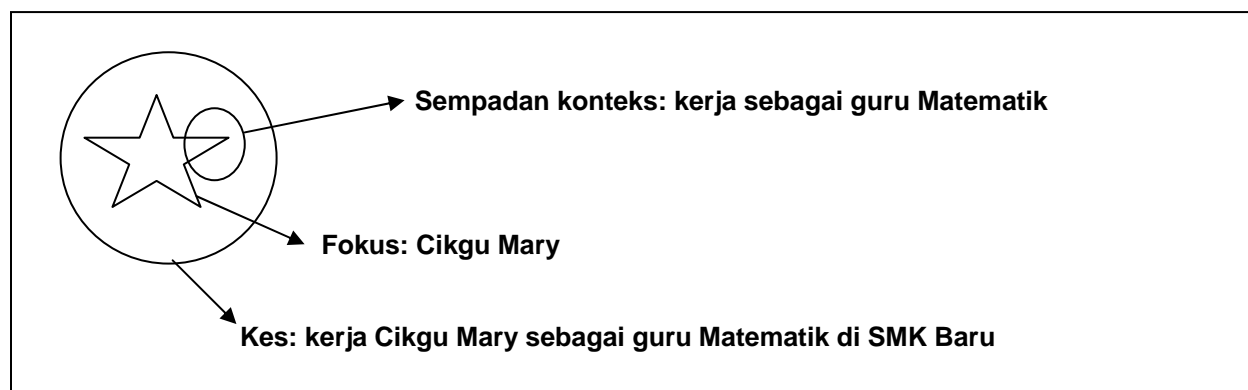 Sempadan konteks: kerja sebagai guru Matematik
Fokus: Cikgu Mary
Kes: kerja Cikgu Mary sebagai guru Matematik di SMK Baru